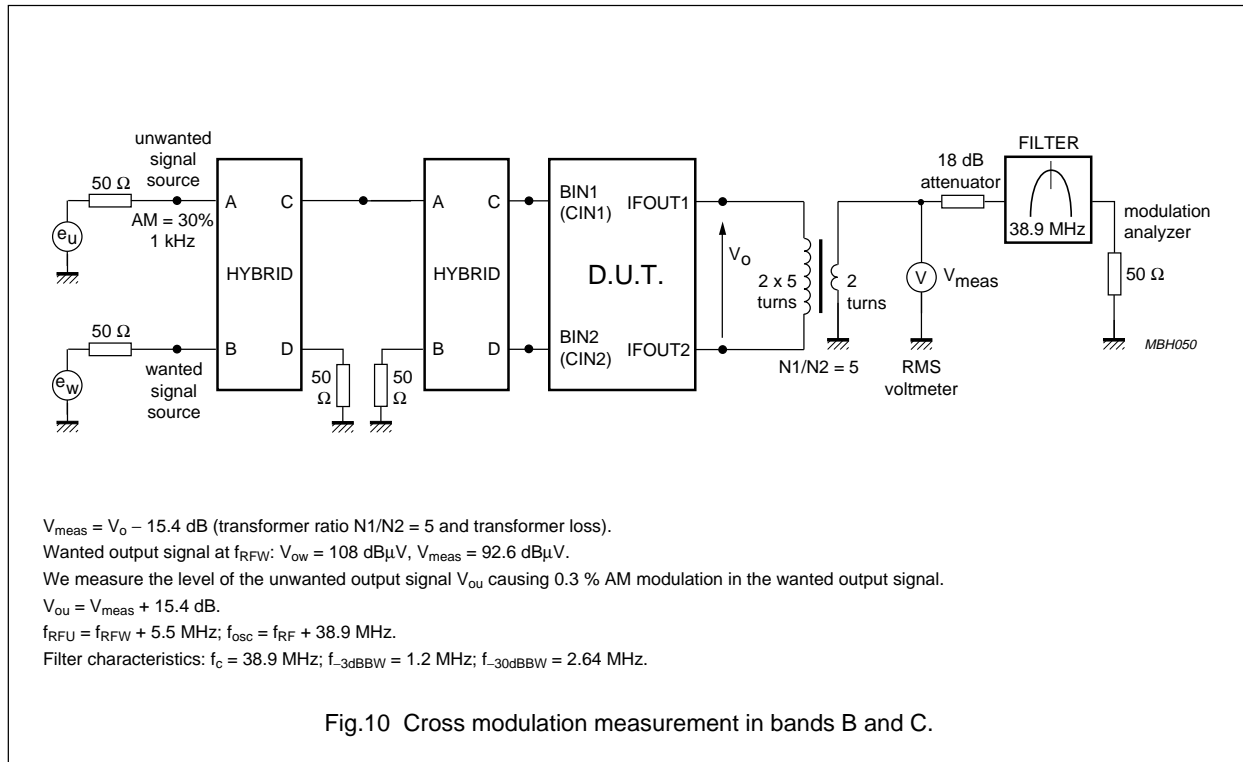 unwanted
signal
source
50 Ω
e_u
AM = 30%
1 kHz
A
C
HYBRID
B
D
50 Ω
e_w
wanted
signal
source
50
Ω
A
C
HYBRID
B
D
50
Ω
BIN1
(CIN1)
IFOUT1
D.U.T.
BIN2
(CIN2)
IFOUT2
V_o
2 x 5
turns
2
turns
N1/N2 = 5
V
V_meas
RMS
voltmeter
18 dB
attenuator
FILTER
38.9 MHz
modulation
analyzer
50 Ω
MBH050
V_meas = V_o − 15.4 dB (transformer ratio N1/N2 = 5 and transformer loss).
Wanted output signal at f_RFW: V_ow = 108 dBμV, V_meas = 92.6 dBμV.
We measure the level of the unwanted output signal V_ou causing 0.3 % AM modulation in the wanted output signal.
V_ou = V_meas + 15.4 dB.
f_RFU = f_RFW + 5.5 MHz; f_osc = f_RF + 38.9 MHz.
Filter characteristics: f_c = 38.9 MHz; f_−3dBBW = 1.2 MHz; f_−30dBBW = 2.64 MHz.
Fig.10 Cross modulation measurement in bands B and C.